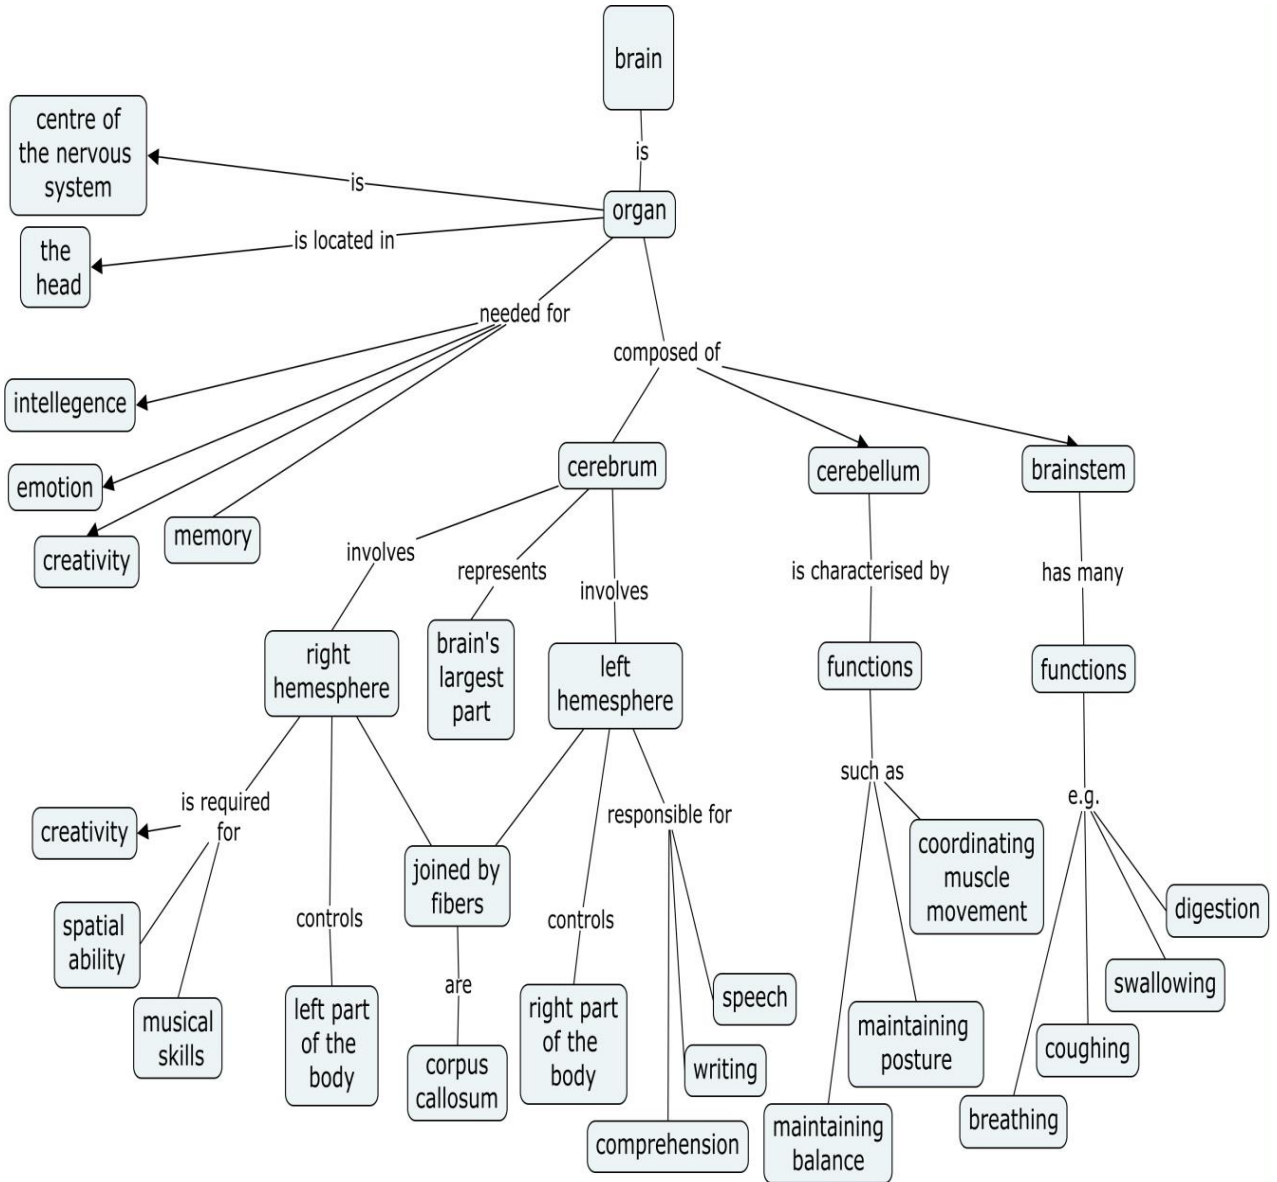 brain
is
organ
centre of
the nervous
system
is
is located in
the
head
needed for
intellegence
emotion
creativity
memory
composed of
cerebrum
cerebellum
brainstem
involves
represents
involves
is characterised by
has many
right
hemesphere
brain's
largest
part
left
hemesphere
functions
functions
is required
for
creativity
spatial
ability
musical
skills
controls
left part
of the
body
joined by
fibers
are
corpus
callosum
controls
right part
of the
body
responsible for
speech
writing
comprehension
such as
coordinating
muscle
movement
maintaining
posture
maintaining
balance
e.g.
digestion
swallowing
coughing
breathing